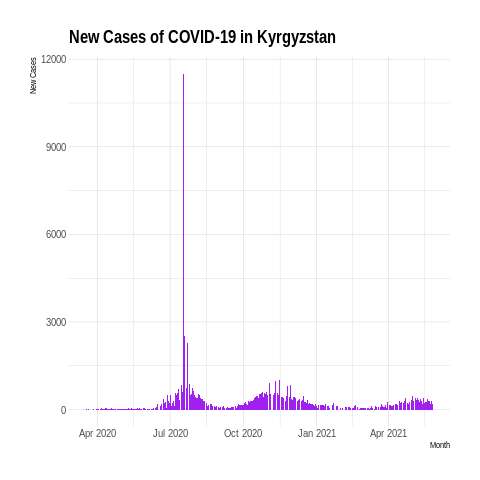 New Cases of COVID-19 in Kyrgyzstan
New Cases
12000
9000
6000
3000
0
Apr 2020 Jul 2020 Oct 2020 Jan 2021 Apr 2021
Month